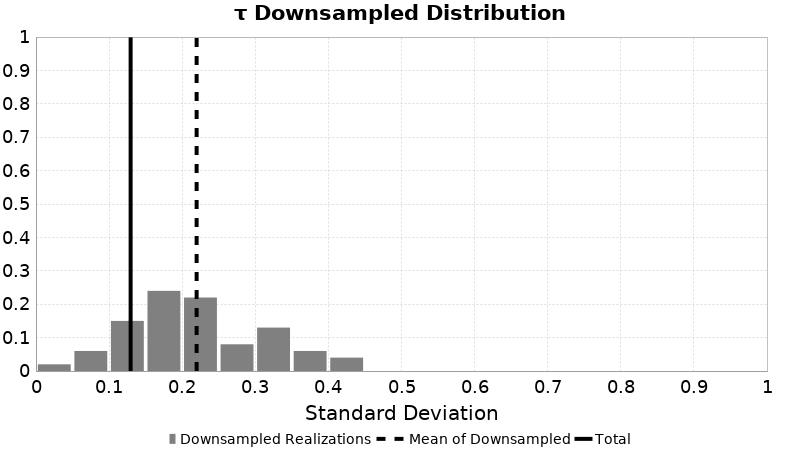 τ Downsampled Distribution
1
0.9
0.8
0.7
0.6
0.5
0.4
0.3
0.2
0.1
0
0 0.1 0.2 0.3 0.4 0.5 0.6 0.7 0.8 0.9 1
Standard Deviation
Downsampled Realizations Mean of Downsampled Total